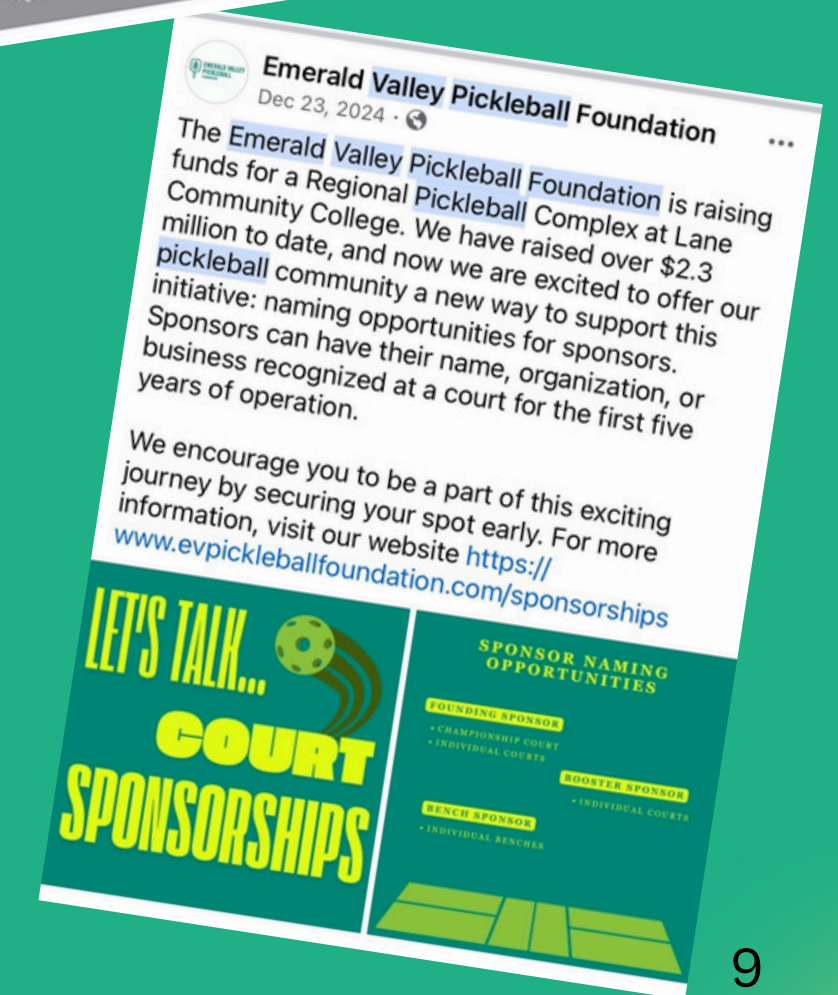 EMERALD VALLEY
PICKLEBALL
Emerald Valley Pickleball Foundation
Dec 23, 2024 ·
The Emerald Valley Pickleball Foundation is raising
funds for a Regional Pickleball Complex at Lane
Community College. We have raised over $2.3
million to date, and now we are excited to offer our
pickleball community a new way to support this
initiative: naming opportunities for sponsors.
Sponsors can have their name, organization, or
business recognized at a court for the first five
years of operation.
We encourage you to be a part of this exciting
journey by securing your spot early. For more
information, visit our website https://
www.evpickleballfoundation.com/sponsorships
LET'S TALK...
COURT
SPONSORSHIPS
SPONSOR NAMING
OPPORTUNITIES
FOUNDING SPONSOR
• CHAMPIONSHIP COURT
• INDIVIDUAL COURTS
BOOSTER SPONSOR
• INDIVIDUAL COURTS
BENCH SPONSOR
• INDIVIDUAL BENCHES
9